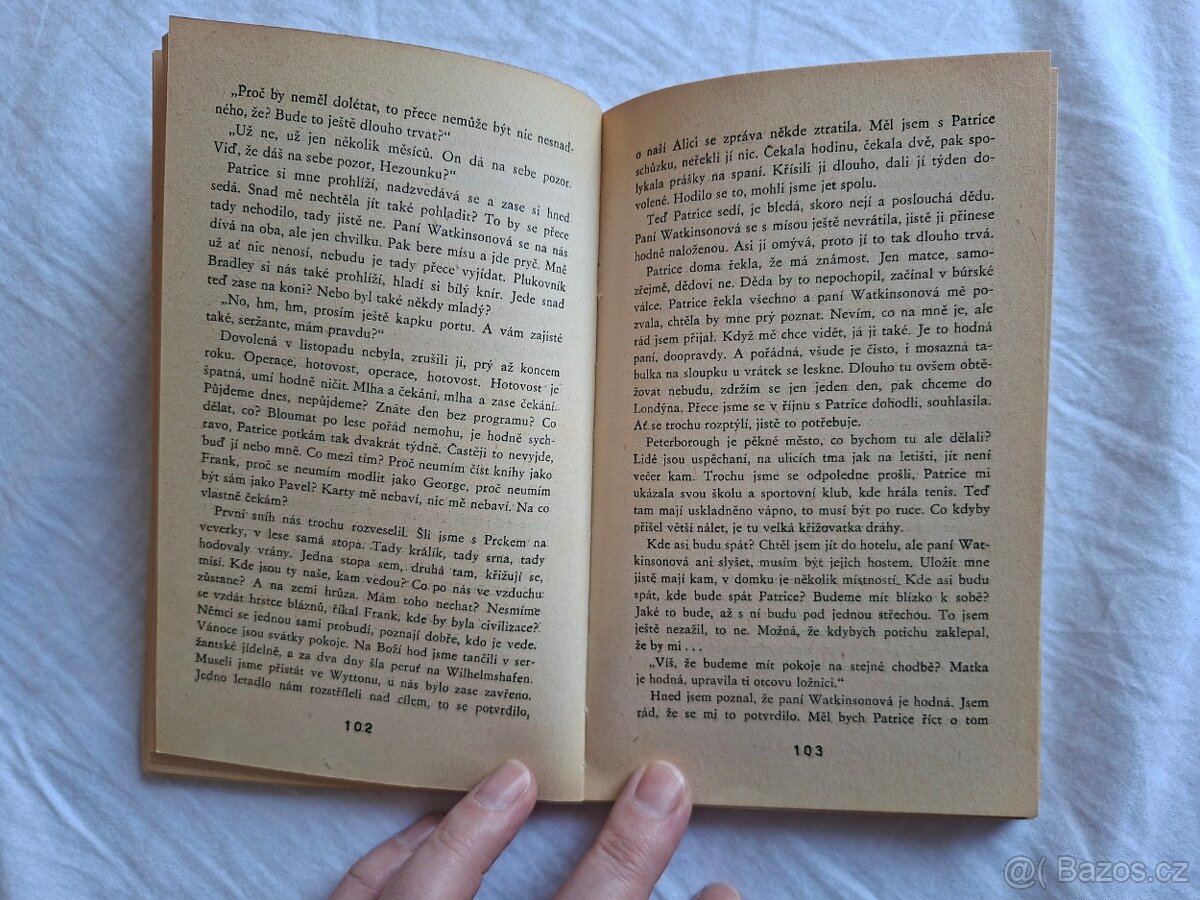 „Proč by neměl dolétat, to přece nemůže být nic nesnad-
ného, že? Bude to ještě dlouho trvat?“
„Už ne, už jen několik měsíců. On dá na sebe pozor.
Viď, že dáš na sebe pozor, Hezounku?“
Patrice si mne prohlíží, nadzvedává se a zase si hned
sedá. Snad mě nechtěla jít také pohladit? To by se přece
tady nehodilo, tady jistě ne. Paní Watkinsonová se na nás
dívá na oba, ale jen chvilku. Pak bere mísu a jde pryč. Mně
už ať nic nenosí, nebudu je tady přece vyjídat. Plukovník
Bradley si nás také prohlíží, hladí si bílý knír. Jede snad
teď zase na koni? Nebo byl také někdy mladý?
„No, hm, hm, prosím ještě kapku portu. A vám zajisté
také, seržante, mám pravdu?“
Dovolená v listopadu nebyla, zrušili ji, prý až koncem
roku. Operace, hotovost, operace, hotovost. Hotovost je
špatná, umí hodně ničit. Mlha a čekání, mlha a zase čekání.
Půjdeme dnes, nepůjdeme? Znáte den bez programu? Co
dělat, co? Bloumat po lese pořád nemohu, je hodně sych-
ravo, Patrice potkám tak dvakrát týdně. Častěji to nevyjde,
buď jí nebo mně. Co mezi tím? Proč neumím číst knihy jako
Frank, proč se neumím modlit jako George, proč neumím
být sám jako Pavel? Karty mě nebaví, nic mě nebaví. Na co
vlastně čekám?
První sníh nás trochu rozveselil. Šli jsme s Prckem na
veverky, v lese samá stopa. Tady králík, tady srna, tady
hodovaly vrány. Jedna stopa sem, druhá tam, křižují se,
mísí. Kde jsou ty naše, kam vedou? Co po nás ve vzduchu
zůstane? A na zemi hrůza. Mám toho nechat? Nesmíme
se vzdát hrstce bláznů, říkal Frank, kde by byla civilizace?
Němci se jednou sami probudí, poznají dobře, kdo je vede.
Vánoce jsou svátky pokoje. Na Boží hod jsme tančili v ser-
žantské jídelně, a za dva dny šla peruť na Wilhelmshafen.
Museli jsme přistát ve Wyttonu, u nás bylo zase zavřeno.
Jedno letadlo nám rozstříleli nad cílem, to se potvrdilo,
102
o naší Alici se zpráva někde ztratila. Měl jsem s Patrice
schůzku, neřekli jí nic. Čekala hodinu, čekala dvě, pak spo-
lykala prášky na spaní. Křísili ji dlouho, dali jí týden do-
volené. Hodilo se to, mohli jsme jet spolu.
Teď Patrice sedí, je bledá, skoro nejí a poslouchá dědu.
Paní Watkinsonová se s mísou ještě nevrátila, jistě ji přinese
hodně naloženou. Asi ji omývá, proto jí to tak dlouho trvá.
Patrice doma řekla, že má známost. Jen matce, samo-
zřejmě, dědovi ne. Děda by to nepochopil, začínal v búrské
válce. Patrice řekla všechno a paní Watkinsonová mě po-
zvala, chtěla by mne prý poznat. Nevím, co na mně je, ale
rád jsem přijal. Když mě chce vidět, já ji také. Je to hodná
paní, doopravdy. A pořádná, všude je čisto, i mosazná ta-
bulka na sloupku u vrátek se leskne. Dlouho tu ovšem obtě-
žovat nebudu, zdržím se jen jeden den, pak chceme do
Londýna. Přece jsme se v říjnu s Patrice dohodli, souhlasila.
Ať se trochu rozptýlí, jistě to potřebuje.
Peterborough je pěkné město, co bychom tu ale dělali?
Lidé jsou uspěchaní, na ulicích tma jak na letišti, jít není
večer kam. Trochu jsme se odpoledne prošli, Patrice mi
ukázala svou školu a sportovní klub, kde hrála tenis. Teď
tam mají uskladněno vápno, to musí být po ruce. Co kdyby
přišel větší nálet, je tu velká křižovatka dráhy.
Kde asi budu spát? Chtěl jsem jít do hotelu, ale paní Wat-
kinsonová ani slyšet, musím být jejich hostem. Uložit mne
jistě mají kam, v domku je několik místností. Kde asi budu
spát, kde bude spát Patrice? Budeme mít blízko k sobě?
Jaké to bude, až s ní budu pod jednou střechou. To jsem
ještě nezažil, to ne. Možná, že kdybych potichu zaklepal,
že by mi . . .
„Víš, že budeme mít pokoje na stejné chodbě? Matka
je hodná, upravila ti otcovu ložnici.“
Hned jsem poznal, že paní Watkinsonová je hodná. Jsem
rád, že se mi to potvrdilo. Měl bych Patrice říct o tom
103
@( Bazos.cz